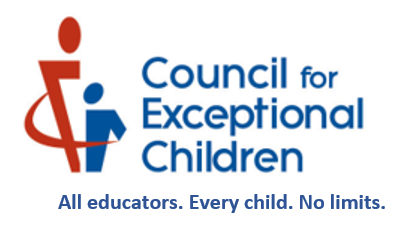 Council for
Exceptional
Children
All educators. Every child. No limits.